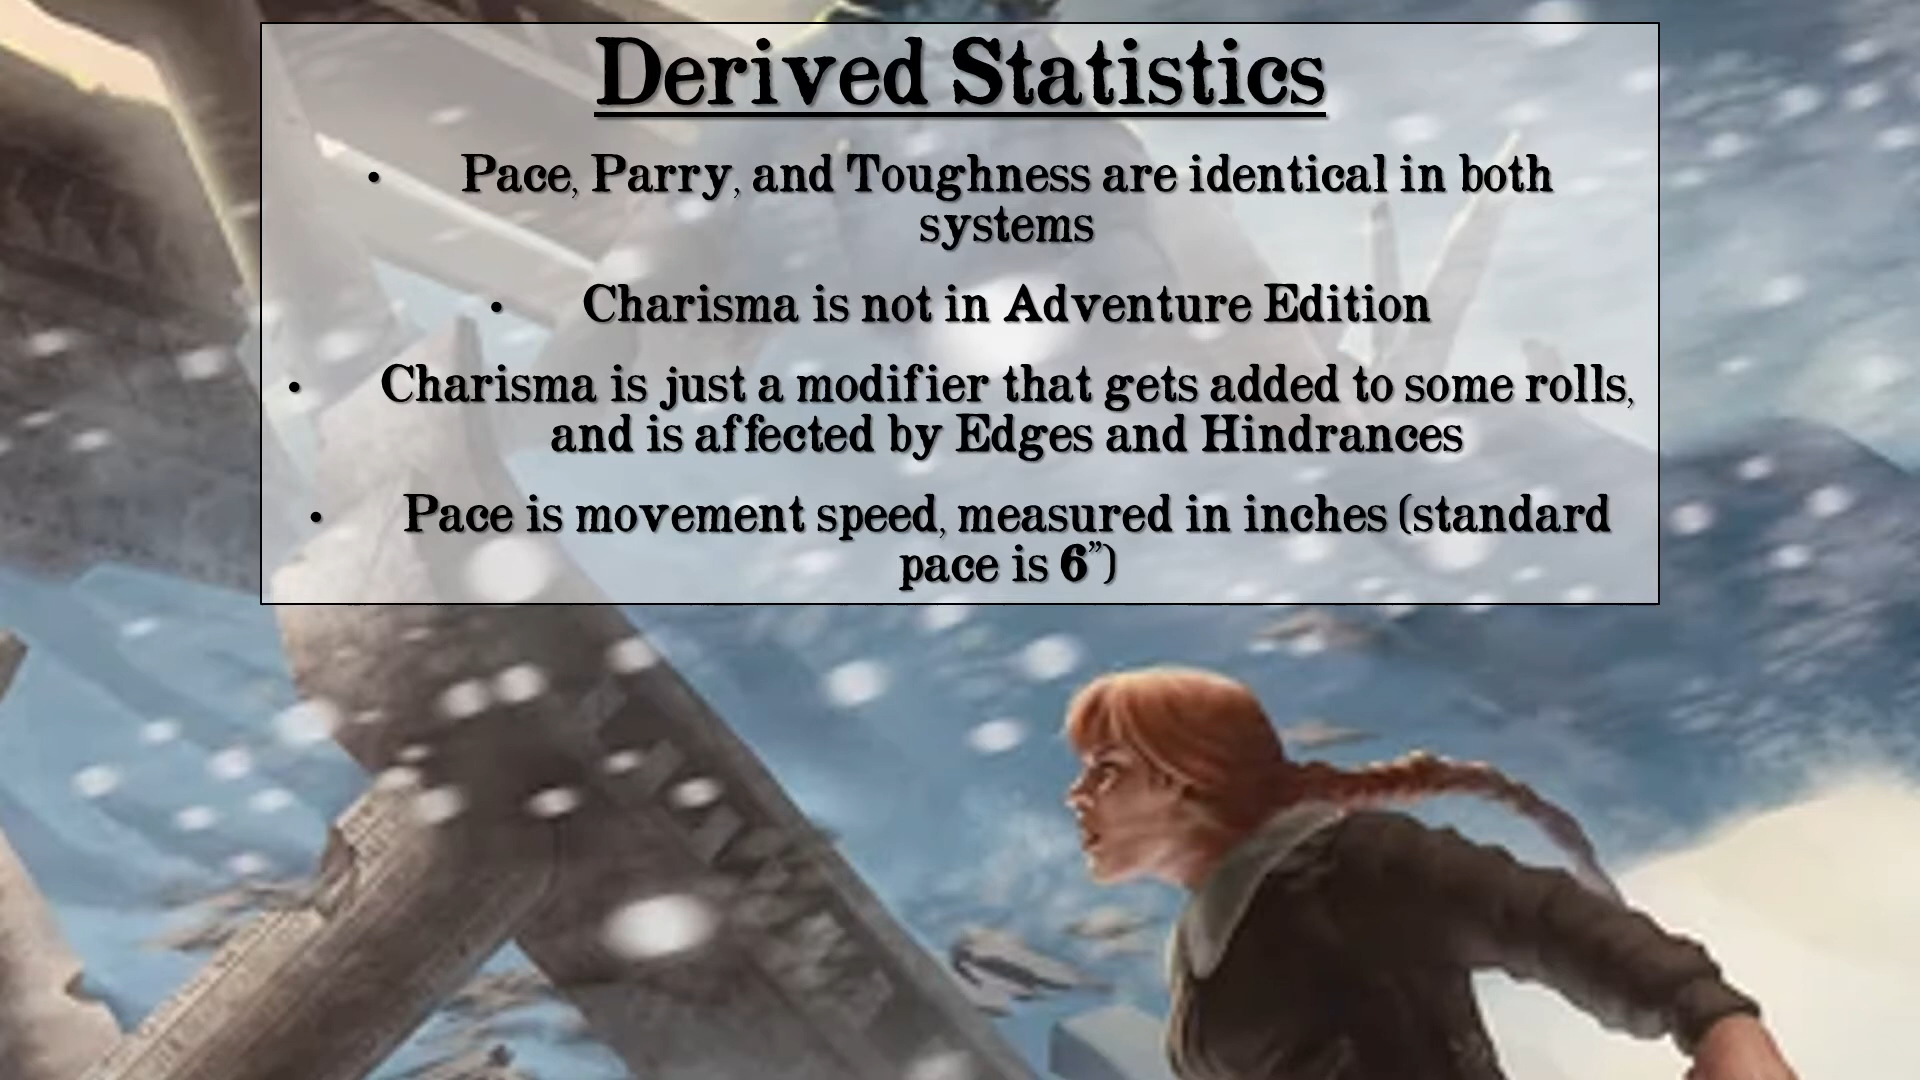 Derived Statistics
• Pace, Parry, and Toughness are identical in both
systems
• Charisma is not in Adventure Edition
• Charisma is just a modifier that gets added to some rolls,
and is affected by Edges and Hindrances
• Pace is movement speed, measured in inches (standard
pace is 6”)